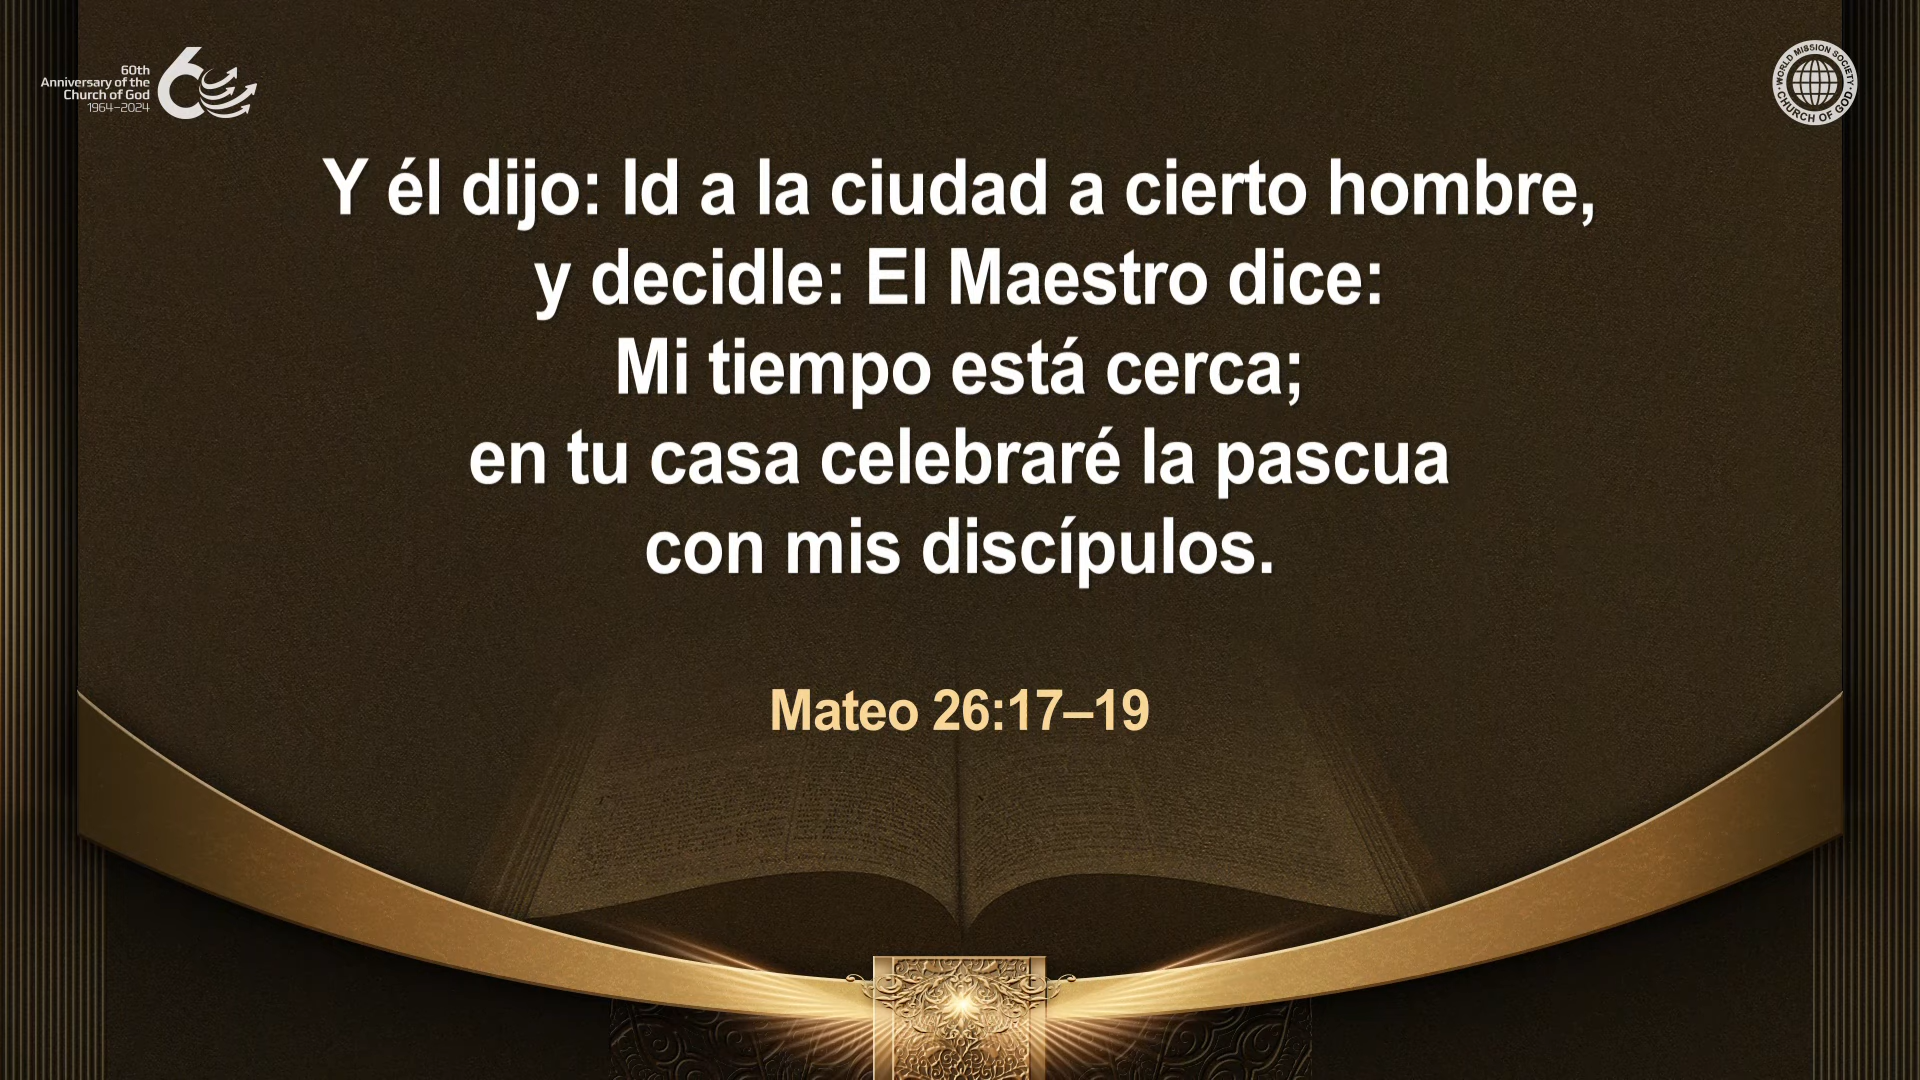 60th
Anniversary of the
Church of God
1964–2024
60
WORLD MISSION SOCIETY
CHURCH OF GOD
Y él dijo: Id a la ciudad a cierto hombre,
y decidle: El Maestro dice:
Mi tiempo está cerca;
en tu casa celebraré la pascua
con mis discípulos.
Mateo 26:17–19